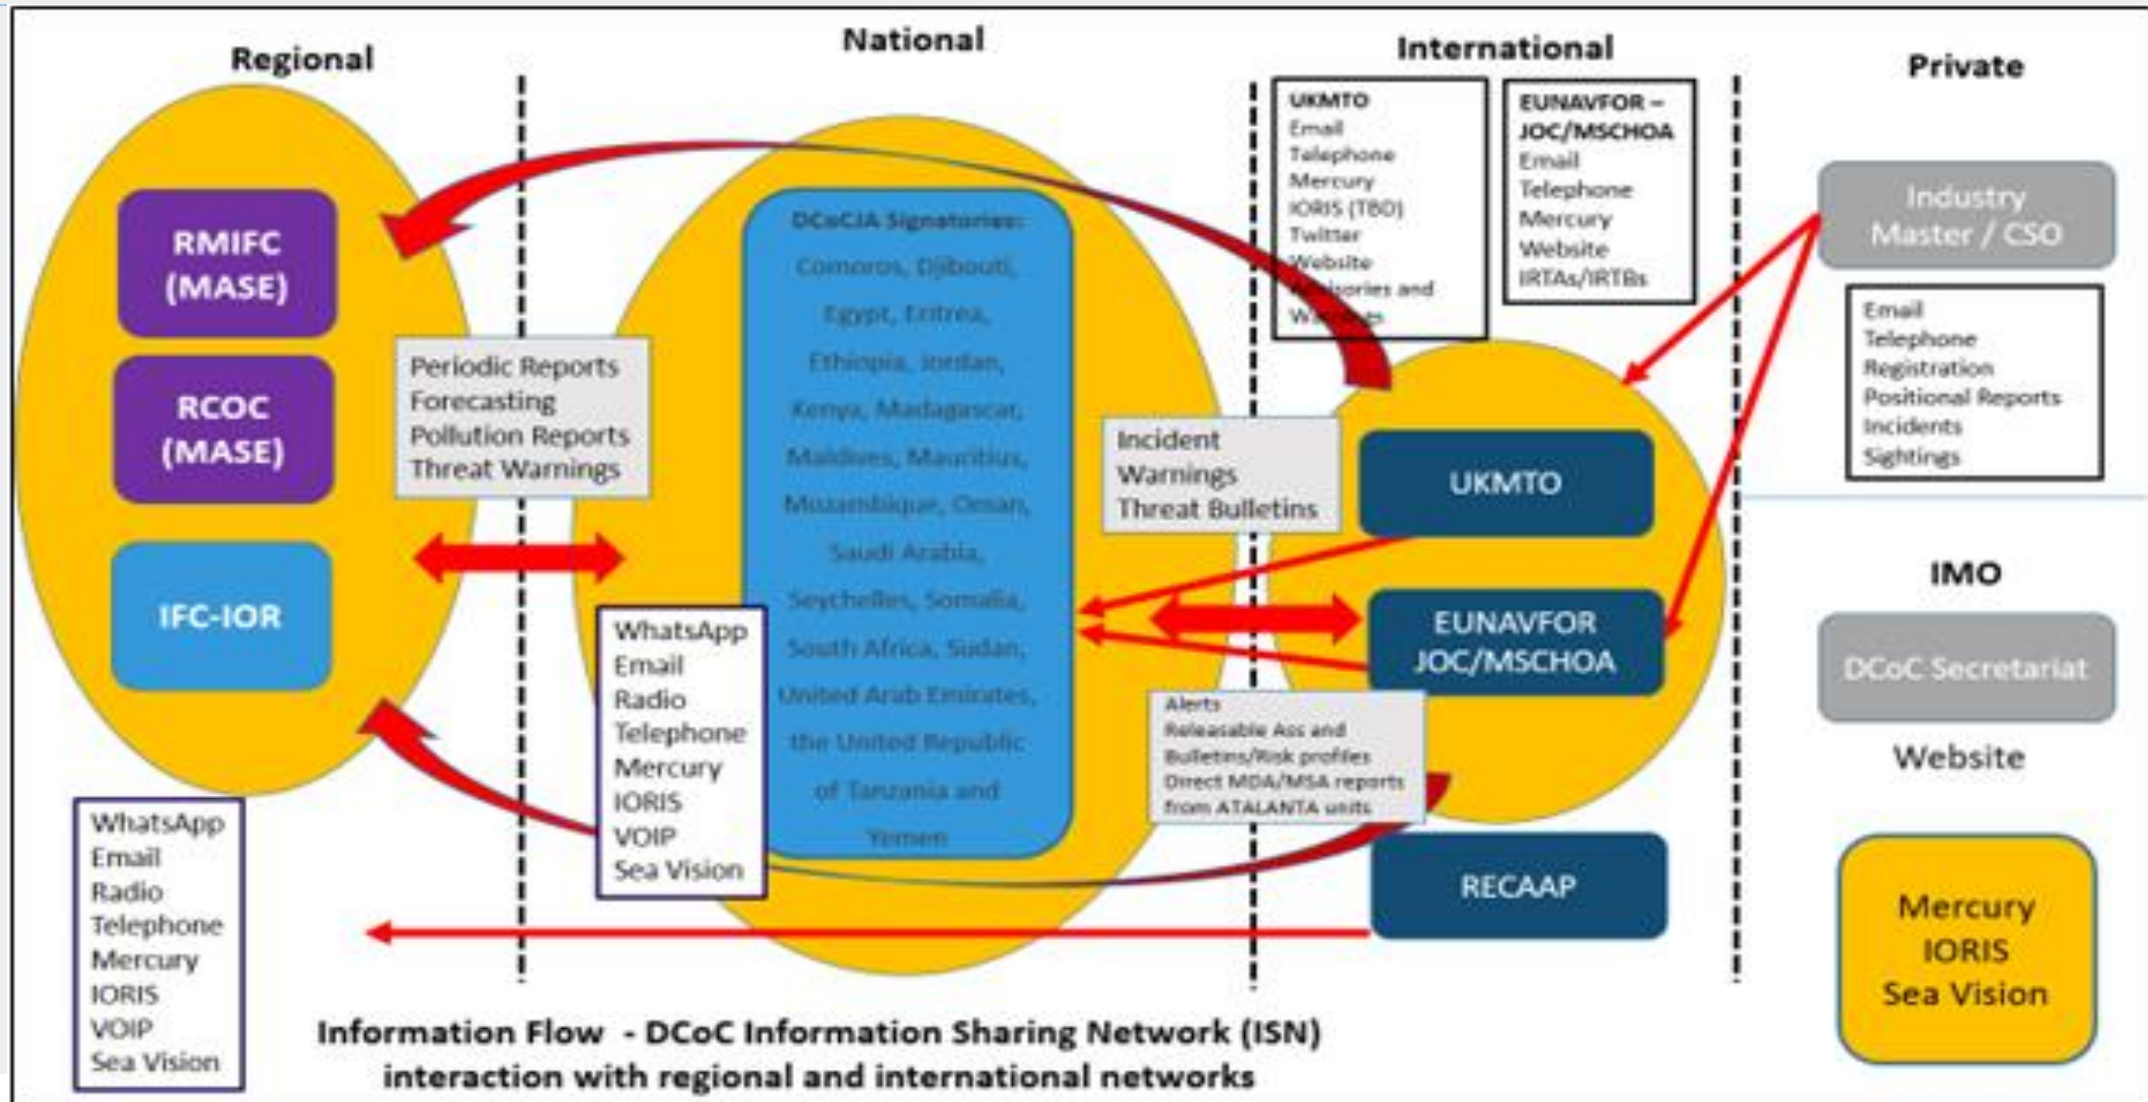 Regional
National
International
Private
RMIFC
(MASE)
RCOC
(MASE)
IFC-IOR
Periodic Reports
Forecasting
Pollution Reports
Threat Warnings
WhatsApp
Email
Radio
Telephone
Mercury
IORIS
VOIP
Sea Vision
DCoCJA Signatories:
Comoros, Djibouti,
Egypt, Eritrea,
Ethiopia, Jordan,
Kenya, Madagascar,
Maldives, Mauritius,
Mozambique, Oman,
Saudi Arabia,
Seychelles, Somalia,
South Africa, Sudan,
United Arab Emirates,
the United Republic
of Tanzania and
Yemen
WhatsApp
Email
Radio
Telephone
Mercury
IORIS
VOIP
Sea Vision
UKMTO
Email
Telephone
Mercury
IORIS (TBD)
Twitter
Website
Advisories and
Warnings
EUNAVFOR –
JOC/MSCHOA
Email
Telephone
Mercury
Website
IRTAs/IRTBs
Incident
Warnings
Threat Bulletins
UKMTO
EUNAVFOR
JOC/MSCHOA
Alerts
Releasable Ass and
Bulletins/Risk profiles
Direct MDA/MSA reports
from ATALANTA units
RECAAP
Industry
Master / CSO
Email
Telephone
Registration
Positional Reports
Incidents
Sightings
IMO
DCoC Secretariat
Website
Mercury
IORIS
Sea Vision
Information Flow - DCoC Information Sharing Network (ISN)
interaction with regional and international networks